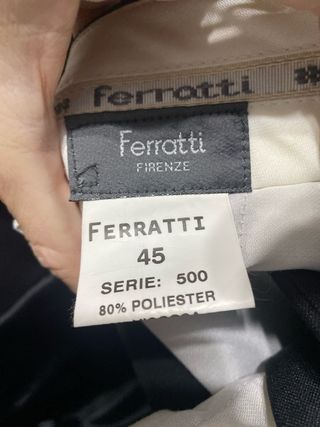 Ferratti
Ferratti
FIRENZE
FERRATTI
45
SERIE: 500
80% POLIESTER